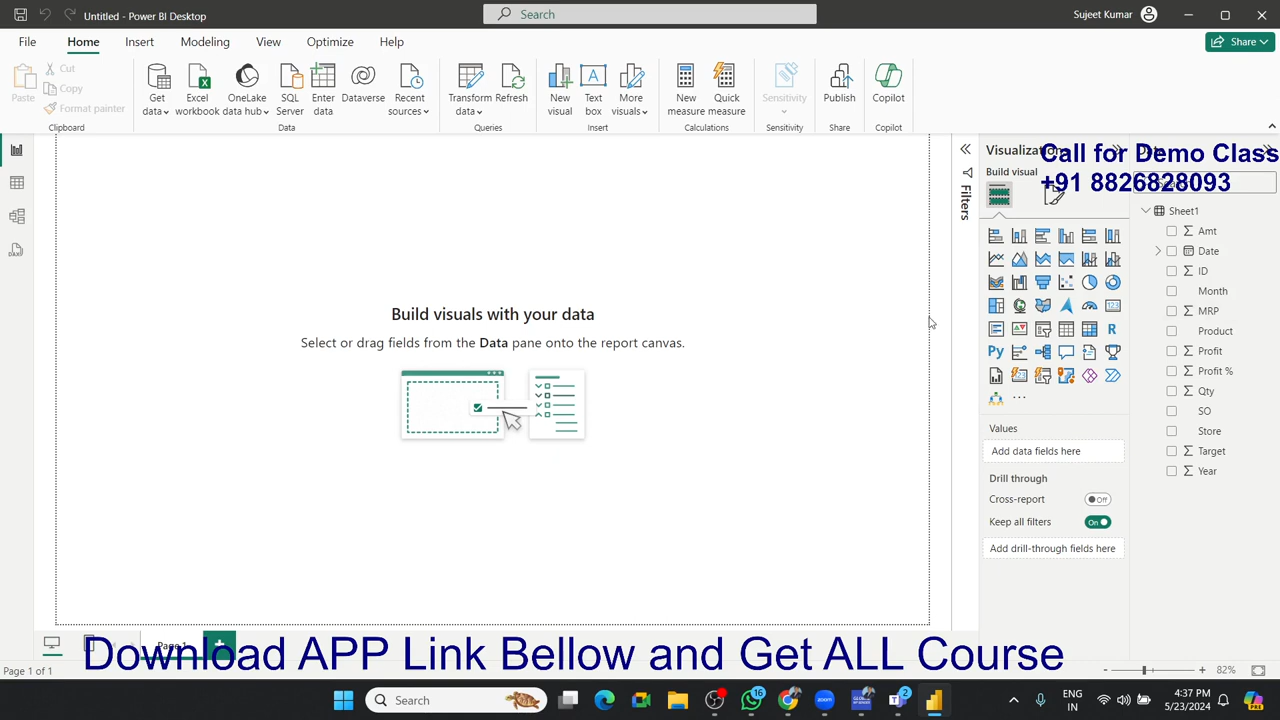 Untitled - Power BI Desktop
Search
Sujeet Kumar
File Home Insert Modeling View Optimize Help
Share
Paste
Cut
Copy
Format painter
Get data
Excel workbook
OneLake data hub
SQL Server
Enter data
Dataverse
Recent sources
Transform data
Refresh
New visual
Text box
More visuals
New measure
Quick measure
Sensitivity
Publish
Copilot
Clipboard
Data
Queries
Insert
Calculations
Sensitivity
Share
Copilot
Call for Demo Class
+91 8826828093
Build visual
Filters
Sheet1
Amt
Date
ID
Month
MRP
Product
Profit
Profit %
Qty
SO
Store
Target
Year
Build visuals with your data
Select or drag fields from the Data pane onto the report canvas.
123
R
Py
Values
Add data fields here
Drill through
Cross-report
Off
Keep all filters
On
Add drill-through fields here
Download APP Link Bellow and Get ALL Course
Page 1 of 1
82%
Search
16
2
ENG
IN
4:37 PM
5/23/2024